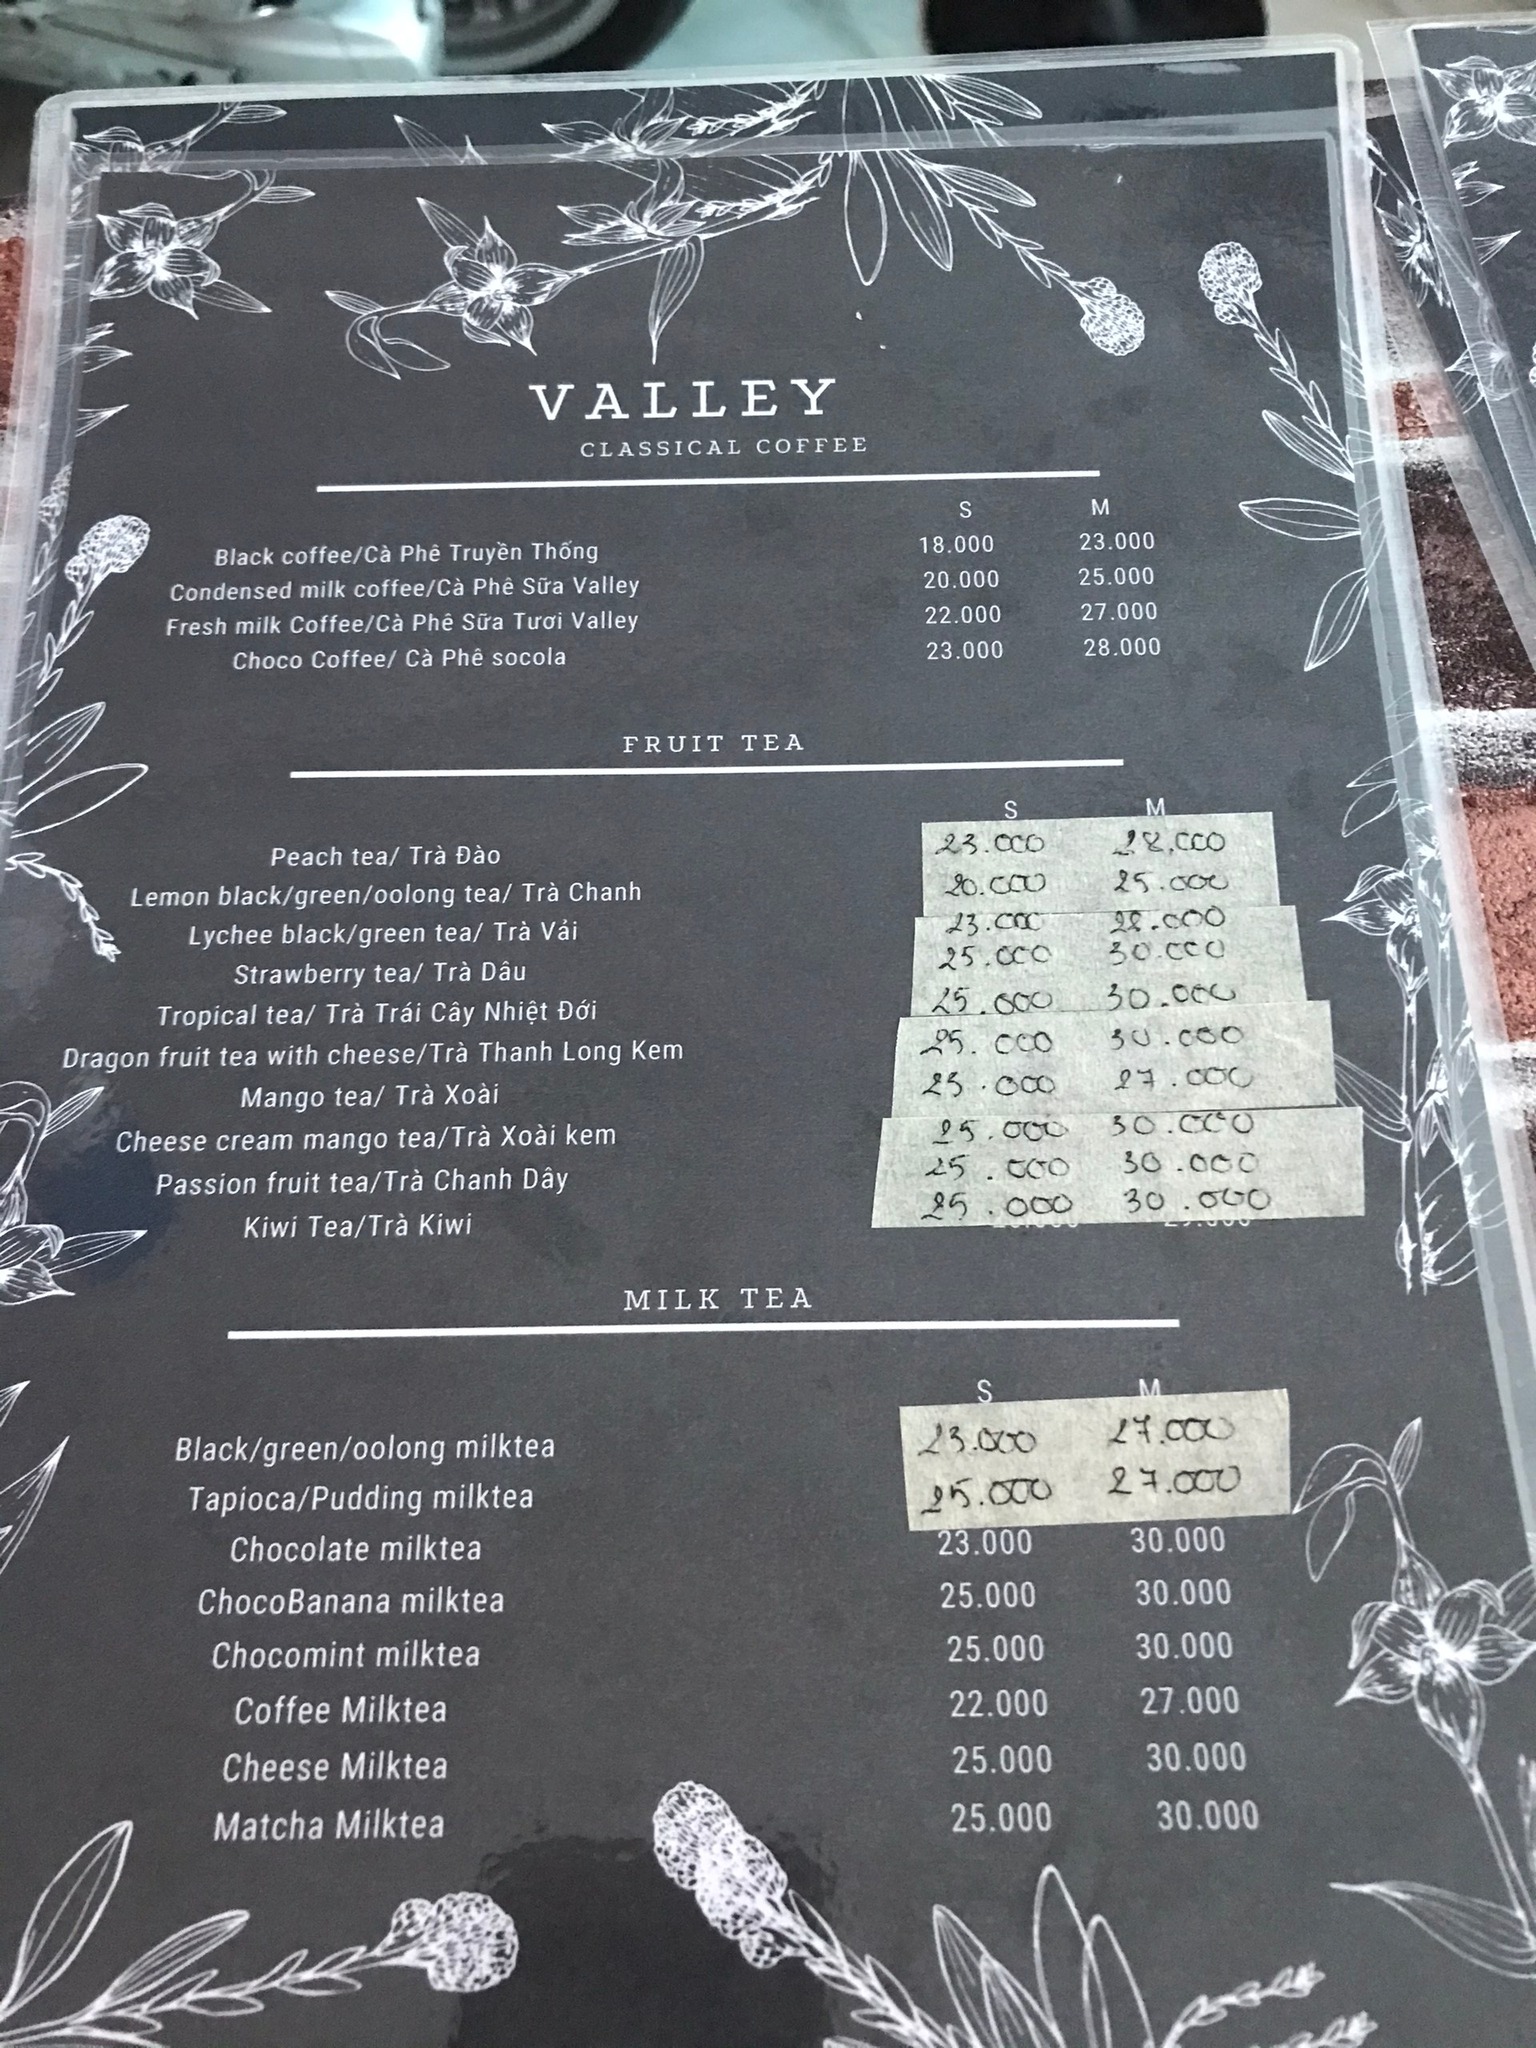 VALLEY
CLASSICAL COFFEE
S M
Black coffee/Cà Phê Truyền Thống 18.000 23.000
Condensed milk coffee/Cà Phê Sữa Valley 20.000 25.000
Fresh milk Coffee/Cà Phê Sữa Tươi Valley 22.000 27.000
Choco Coffee/ Cà Phê socola 23.000 28.000
FRUIT TEA
S M
Peach tea/ Trà Đào 23.000 28.000
Lemon black/green/oolong tea/ Trà Chanh 20.000 25.000
Lychee black/green tea/ Trà Vải 23.000 28.000
Strawberry tea/ Trà Dâu 25.000 30.000
Tropical tea/ Trà Trái Cây Nhiệt Đới 25.000 30.000
Dragon fruit tea with cheese/Trà Thanh Long Kem 25.000 30.000
Mango tea/ Trà Xoài 23.000 27.000
Cheese cream mango tea/Trà Xoài kem 25.000 30.000
Passion fruit tea/Trà Chanh Dây 25.000 30.000
Kiwi Tea/Trà Kiwi 25.000 30.000
MILK TEA
S M
Black/green/oolong milktea 23.000 27.000
Tapioca/Pudding milktea 25.000 27.000
Chocolate milktea 23.000 30.000
ChocoBanana milktea 25.000 30.000
Chocomint milktea 25.000 30.000
Coffee Milktea 22.000 27.000
Cheese Milktea 25.000 30.000
Matcha Milktea 25.000 30.000